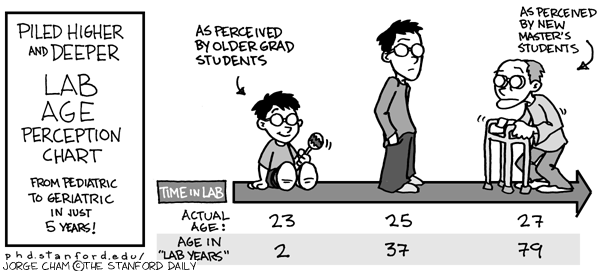 PILED HIGHER
AND DEEPER
LAB
AGE
PERCEPTION
CHART
FROM PEDIATRIC
TO GERIATRIC
IN JUST
5 YEARS!
phd.stanford.edu/
JORGE CHAM ©THE STANFORD DAILY
AS PERCEIVED
BY OLDER GRAD
STUDENTS
AS PERCEIVED
BY NEW
MASTER'S
STUDENTS
TIME IN LAB
ACTUAL
AGE: 23 25 27
AGE IN
"LAB YEARS" 2 37 79